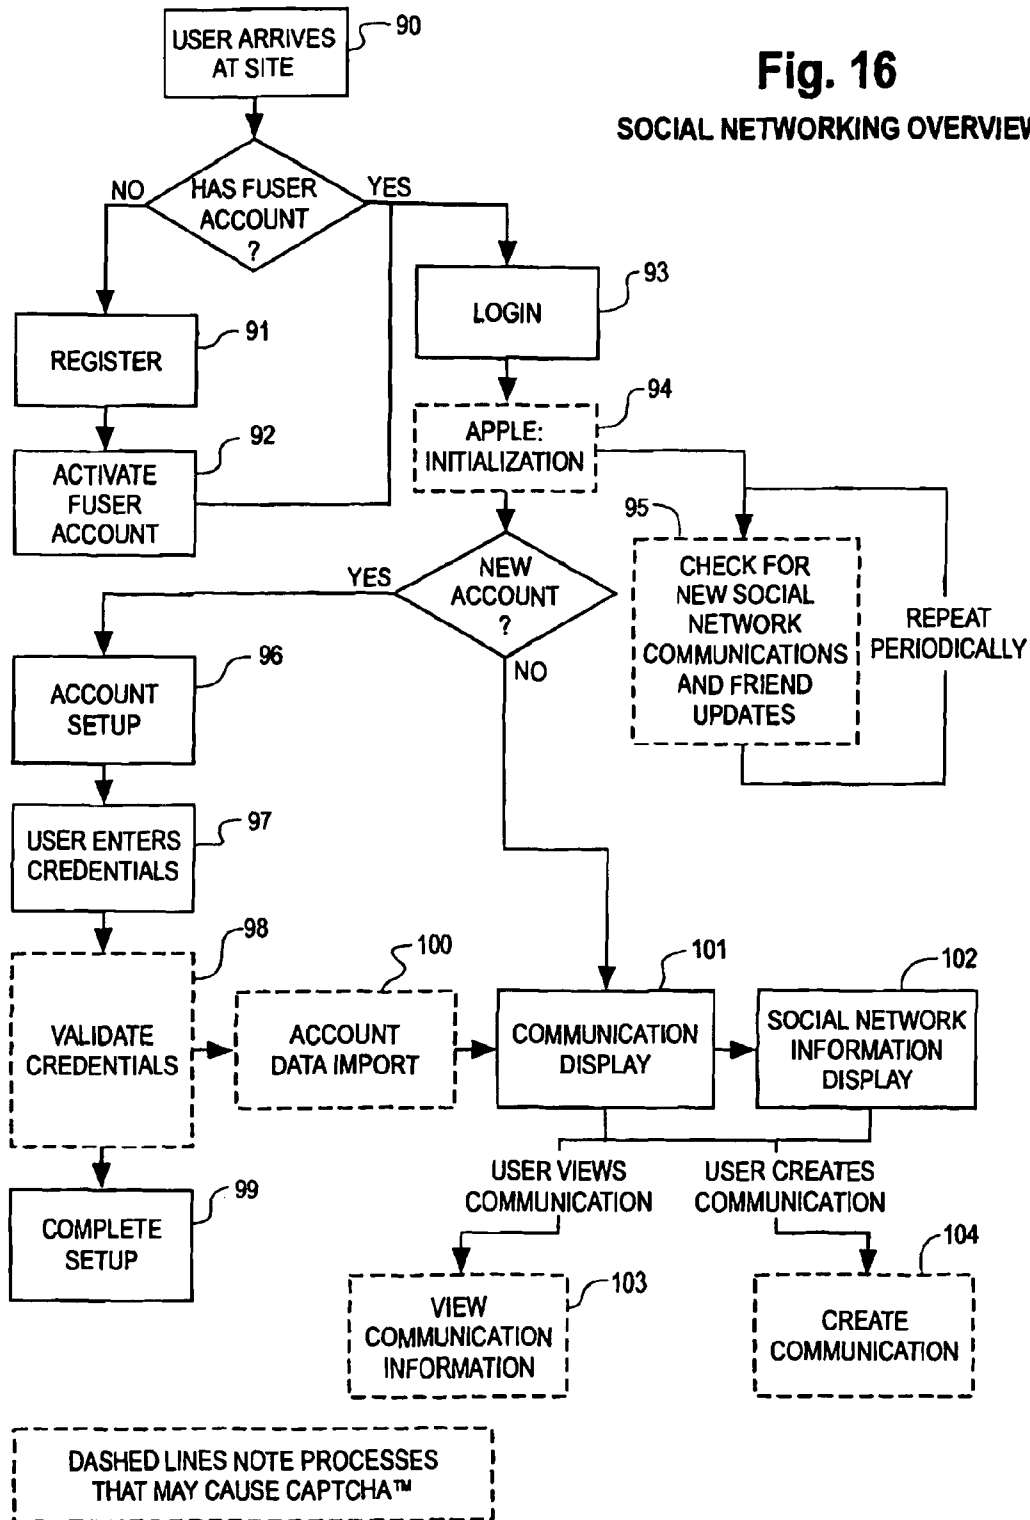 USER ARRIVES
AT SITE
90
Fig. 16
SOCIAL NETWORKING OVERVIEW
NO
HAS FUSER
ACCOUNT
?
YES
93
LOGIN
91
REGISTER
94
APPLE:
INITIALIZATION
92
ACTIVATE
FUSER
ACCOUNT
95
CHECK FOR
NEW SOCIAL
NETWORK
COMMUNICATIONS
AND FRIEND
UPDATES
REPEAT
PERIODICALLY
YES
NEW
ACCOUNT
?
NO
96
ACCOUNT
SETUP
97
USER ENTERS
CREDENTIALS
98
VALIDATE
CREDENTIALS
100
ACCOUNT
DATA IMPORT
101
COMMUNICATION
DISPLAY
102
SOCIAL NETWORK
INFORMATION
DISPLAY
99
COMPLETE
SETUP
USER VIEWS
COMMUNICATION
USER CREATES
COMMUNICATION
103
VIEW
COMMUNICATION
INFORMATION
104
CREATE
COMMUNICATION
DASHED LINES NOTE PROCESSES
THAT MAY CAUSE CAPTCHA™